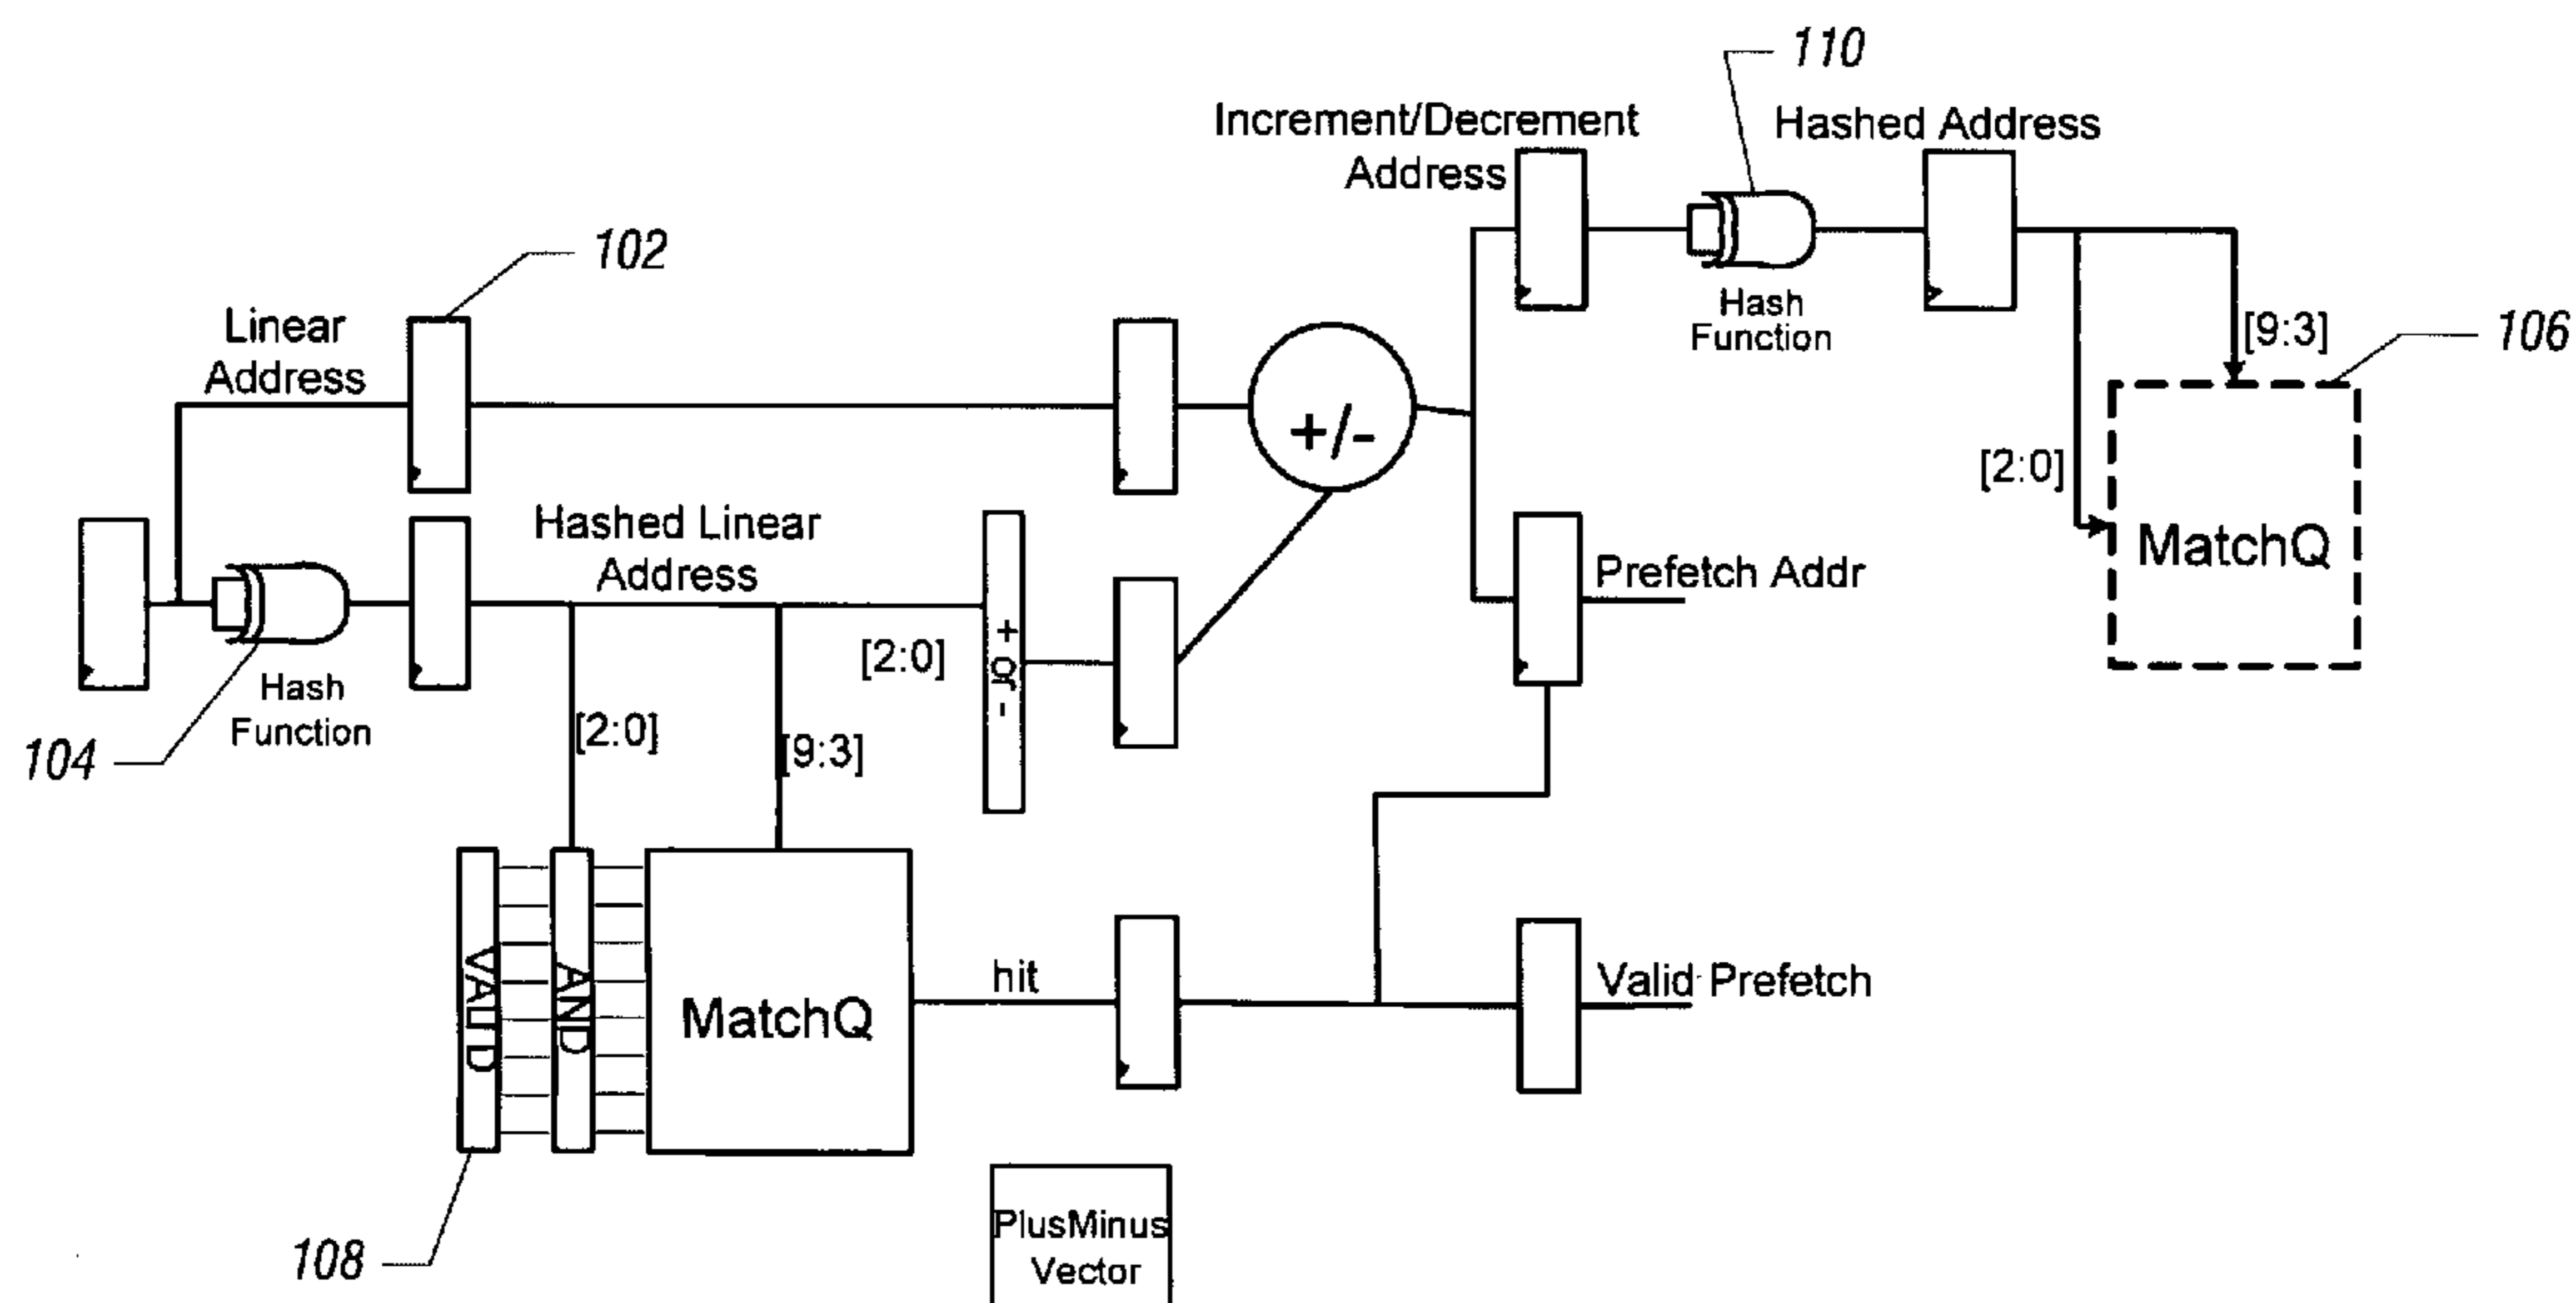 110
Increment/Decrement
Address
Hashed Address
102
Linear
Address
Hash
Function
[9:3]
106
+/-
[2:0]
MatchQ
Hashed Linear
Address
Prefetch Addr
+ or -
[2:0]
Hash
Function
104
[2:0]
[9:3]
VALID
AND
MatchQ
hit
Valid Prefetch
108
PlusMinus
Vector